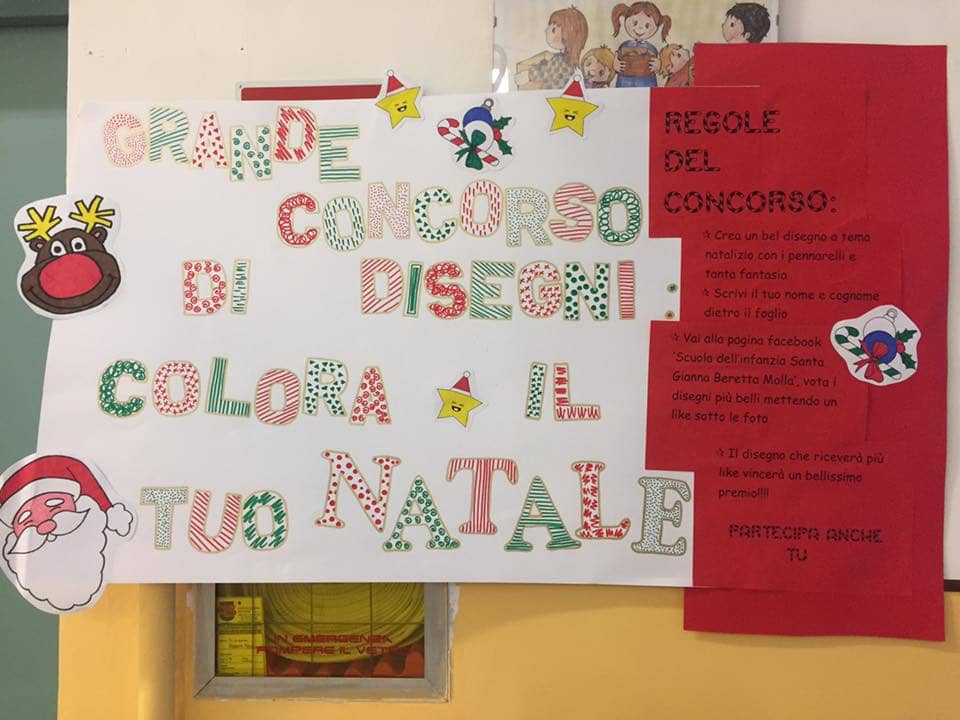 GRANDE
CONCORSO
DI DISEGNI:
COLORA IL
TUO NATALE
REGOLE
DEL
CONCORSO:
☆ Crea un bel disegno a tema
natalizio con i pennarelli e
tanta fantasia
☆ Scrivi il tuo nome e cognome
dietro il foglio
☆ Vai alla pagina facebook
'Scuola dell'infanzia Santa
Gianna Beretta Molla', vota i
disegni più belli mettendo un
like sotto le foto
☆ Il disegno che riceverà più
like vincerà un bellissimo
premio!!!!
PARTECIPA ANCHE
TU
IN EMERGENZA
ROMPERE IL VETRO